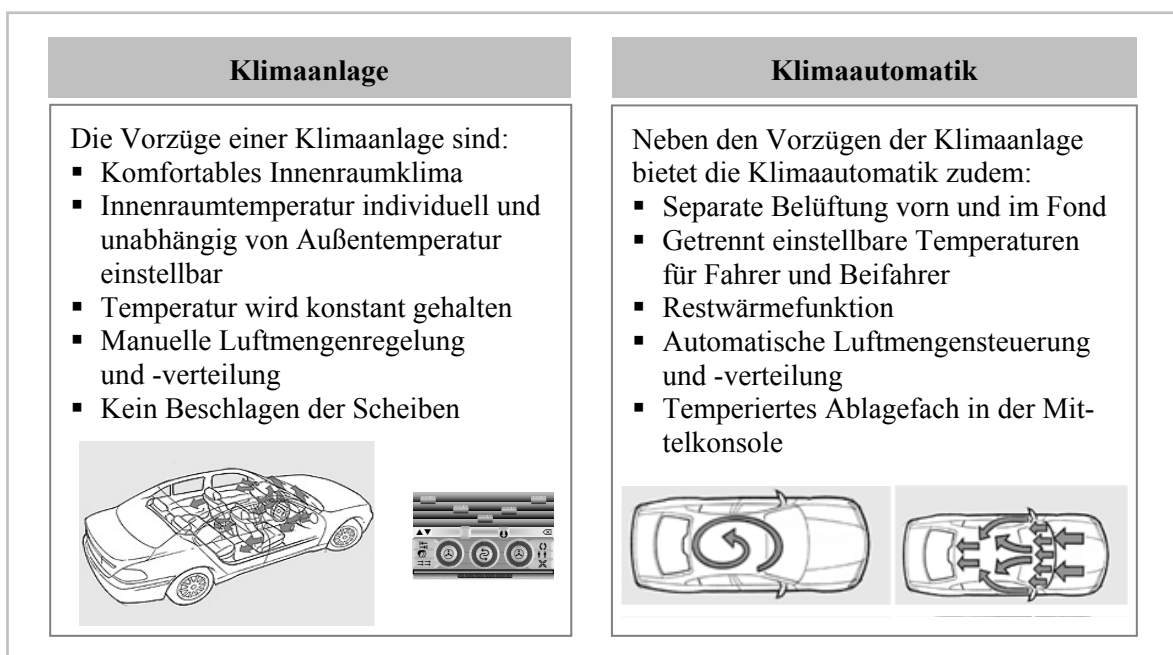 Klimaanlage
Die Vorzüge einer Klimaanlage sind:
▪ Komfortables Innenraumklima
▪ Innenraumtemperatur individuell und
unabhängig von Außentemperatur
einstellbar
▪ Temperatur wird konstant gehalten
▪ Manuelle Luftmengenregelung
und -verteilung
▪ Kein Beschlagen der Scheiben
Klimaautomatik
Neben den Vorzügen der Klimaanlage
bietet die Klimaautomatik zudem:
▪ Separate Belüftung vorn und im Fond
▪ Getrennt einstellbare Temperaturen
für Fahrer und Beifahrer
▪ Restwärmefunktion
▪ Automatische Luftmengensteuerung
und -verteilung
▪ Temperiertes Ablagefach in der Mit-
telkonsole